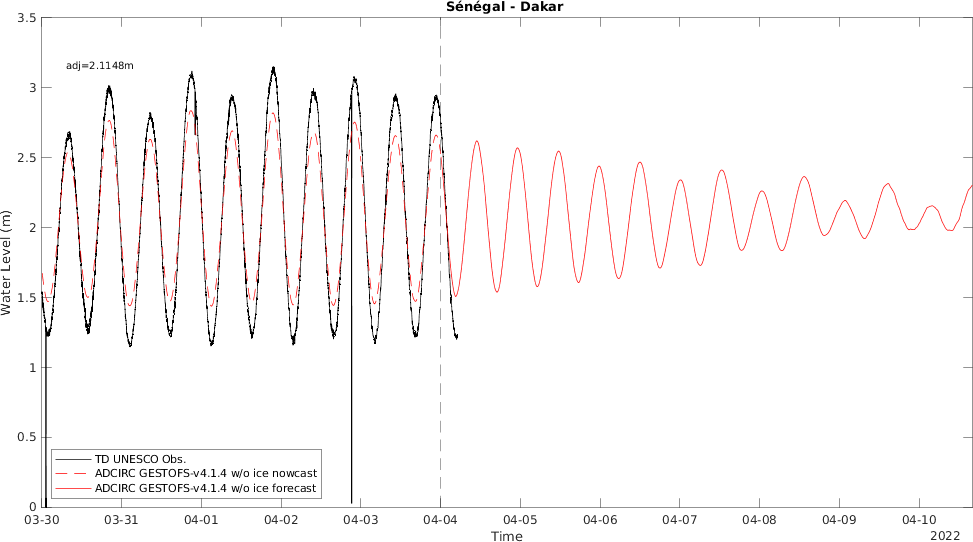 Sénégal - Dakar
3.5
adj=2.1148m
3
2.5
2
1.5
1
0.5
0
Water Level (m)
TD UNESCO Obs.
ADCIRC GESTOFS-v4.1.4 w/o ice nowcast
ADCIRC GESTOFS-v4.1.4 w/o ice forecast
03-30 03-31 04-01 04-02 04-03 04-04 04-05 04-06 04-07 04-08 04-09 04-10
Time
2022